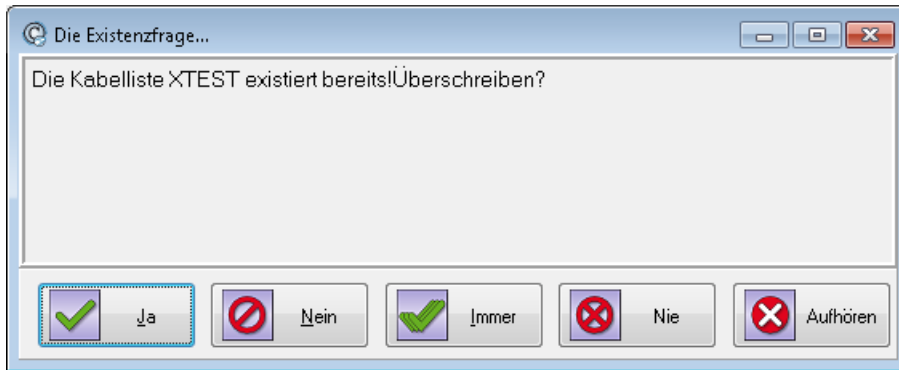 Die Existenzfrage...
Die Kabelliste XTEST existiert bereits!Überschreiben?
Ja
Nein
Immer
Nie
Aufhören